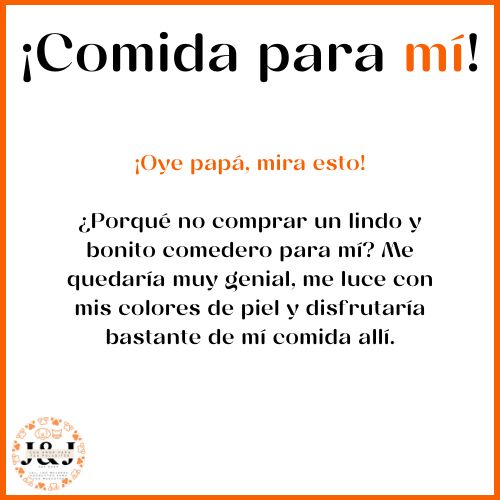 ¡Comida para mí!
¡Oye papá, mira esto!
¿Porqué no comprar un lindo y
bonito comedero para mí? Me
quedaría muy genial, me luce con
mis colores de piel y disfrutaría
bastante de mí comida allí.
J&J